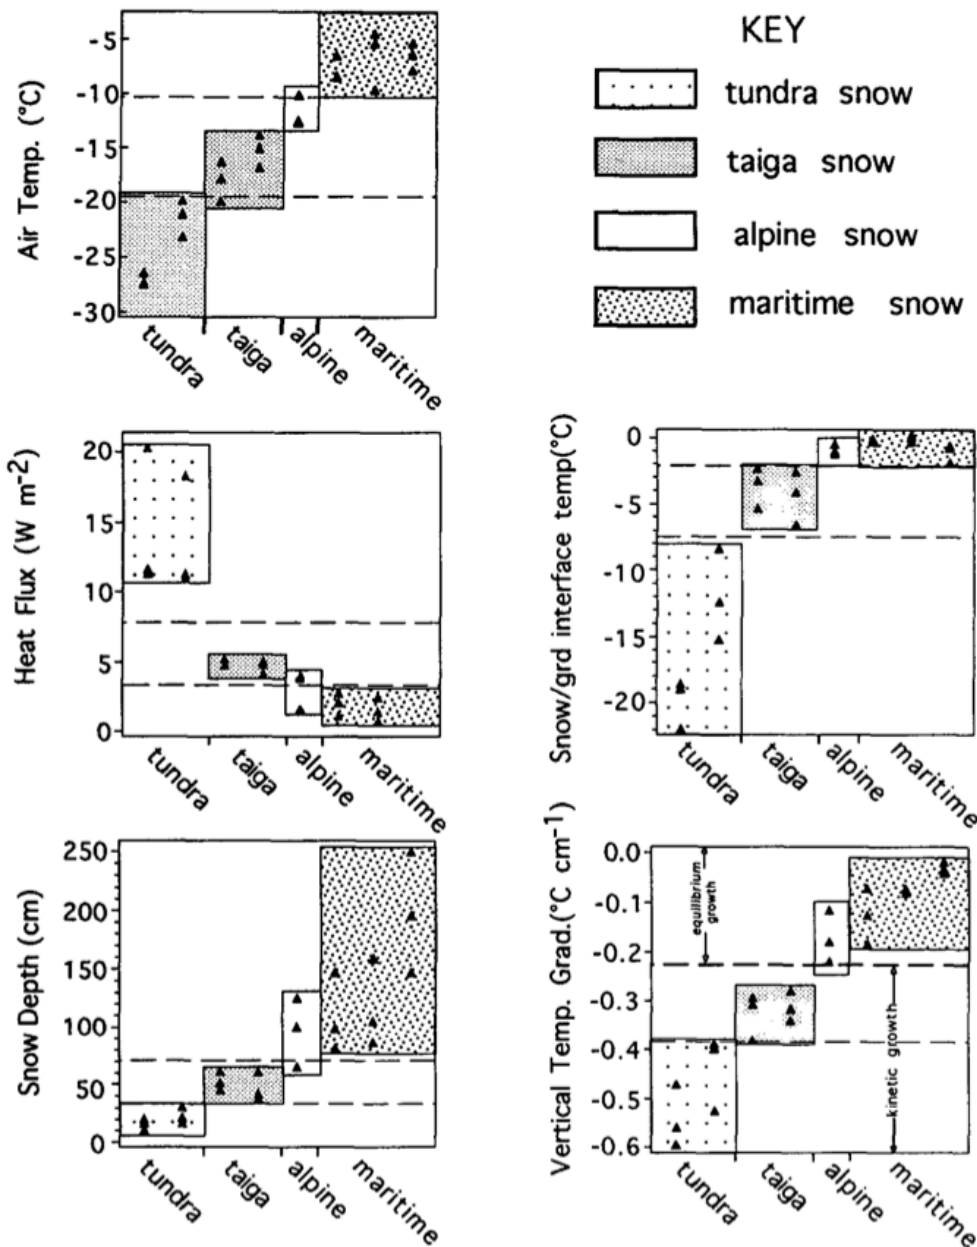 Air Temp. (°C)
-5
-10
-15
-20
-25
-30
tundra
taiga
alpine
maritime
KEY
tundra snow
taiga snow
alpine snow
maritime snow
Heat Flux (W m-2)
20
15
10
5
0
tundra
taiga
alpine
maritime
Snow/grd interface temp(°C)
0
-5
-10
-15
-20
tundra
taiga
alpine
maritime
Snow Depth (cm)
250
200
150
100
50
0
tundra
taiga
alpine
maritime
Vertical Temp. Grad.(°C cm-1)
0.0
-0.1
-0.2
-0.3
-0.4
-0.5
-0.6
equilibrium
growth
kinetic growth
tundra
taiga
alpine
maritime